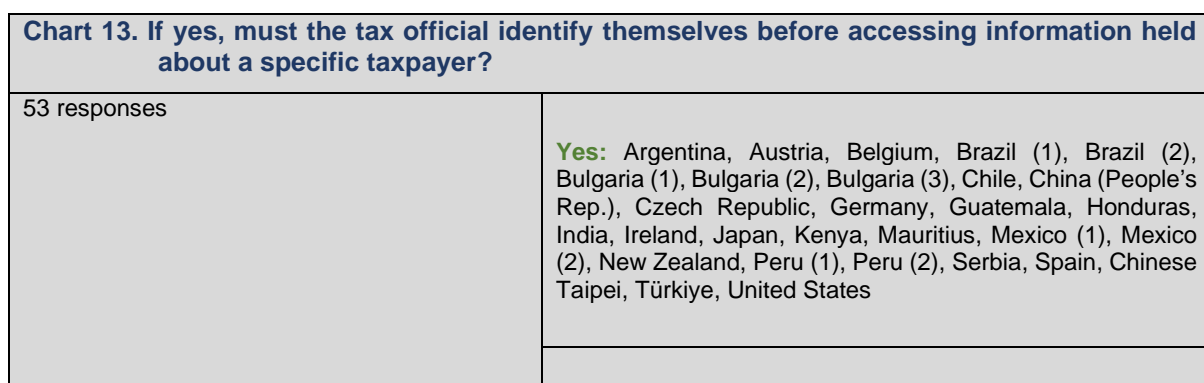 Chart 13. If yes, must the tax official identify themselves before accessing information held
about a specific taxpayer?
53 responses
Yes: Argentina, Austria, Belgium, Brazil (1), Brazil (2),
Bulgaria (1), Bulgaria (2), Bulgaria (3), Chile, China (People’s
Rep.), Czech Republic, Germany, Guatemala, Honduras,
India, Ireland, Japan, Kenya, Mauritius, Mexico (1), Mexico
(2), New Zealand, Peru (1), Peru (2), Serbia, Spain, Chinese
Taipei, Türkiye, United States